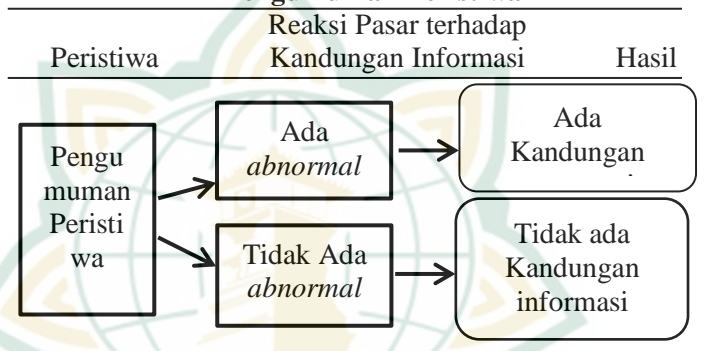 Reaksi Pasar terhadap
Peristiwa Kandungan Informasi Hasil
Pengu
muman
Peristi
wa
Ada
abnormal
Ada
Kandungan
Tidak Ada
abnormal
Tidak ada
Kandungan
informasi